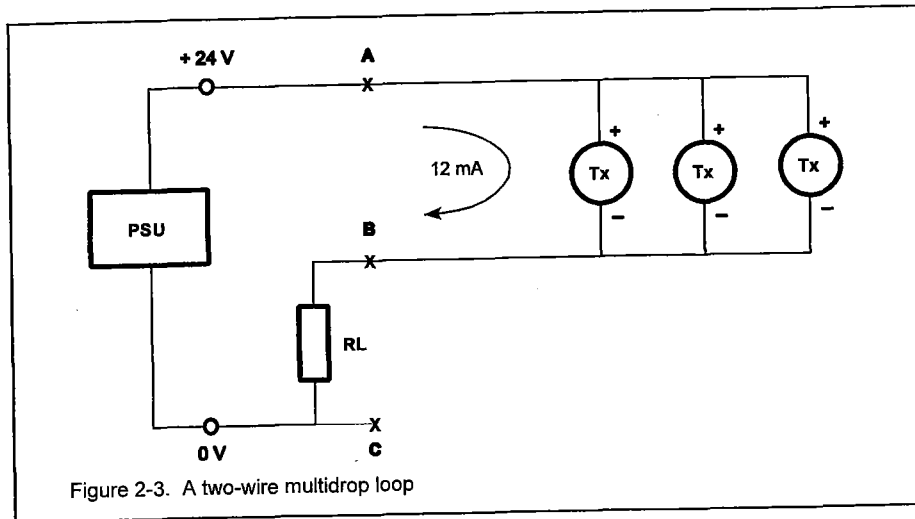 + 24 V
A
12 mA
+
Tx
−
+
Tx
−
+
Tx
−
PSU
B
RL
0 V
C
Figure 2-3. A two-wire multidrop loop